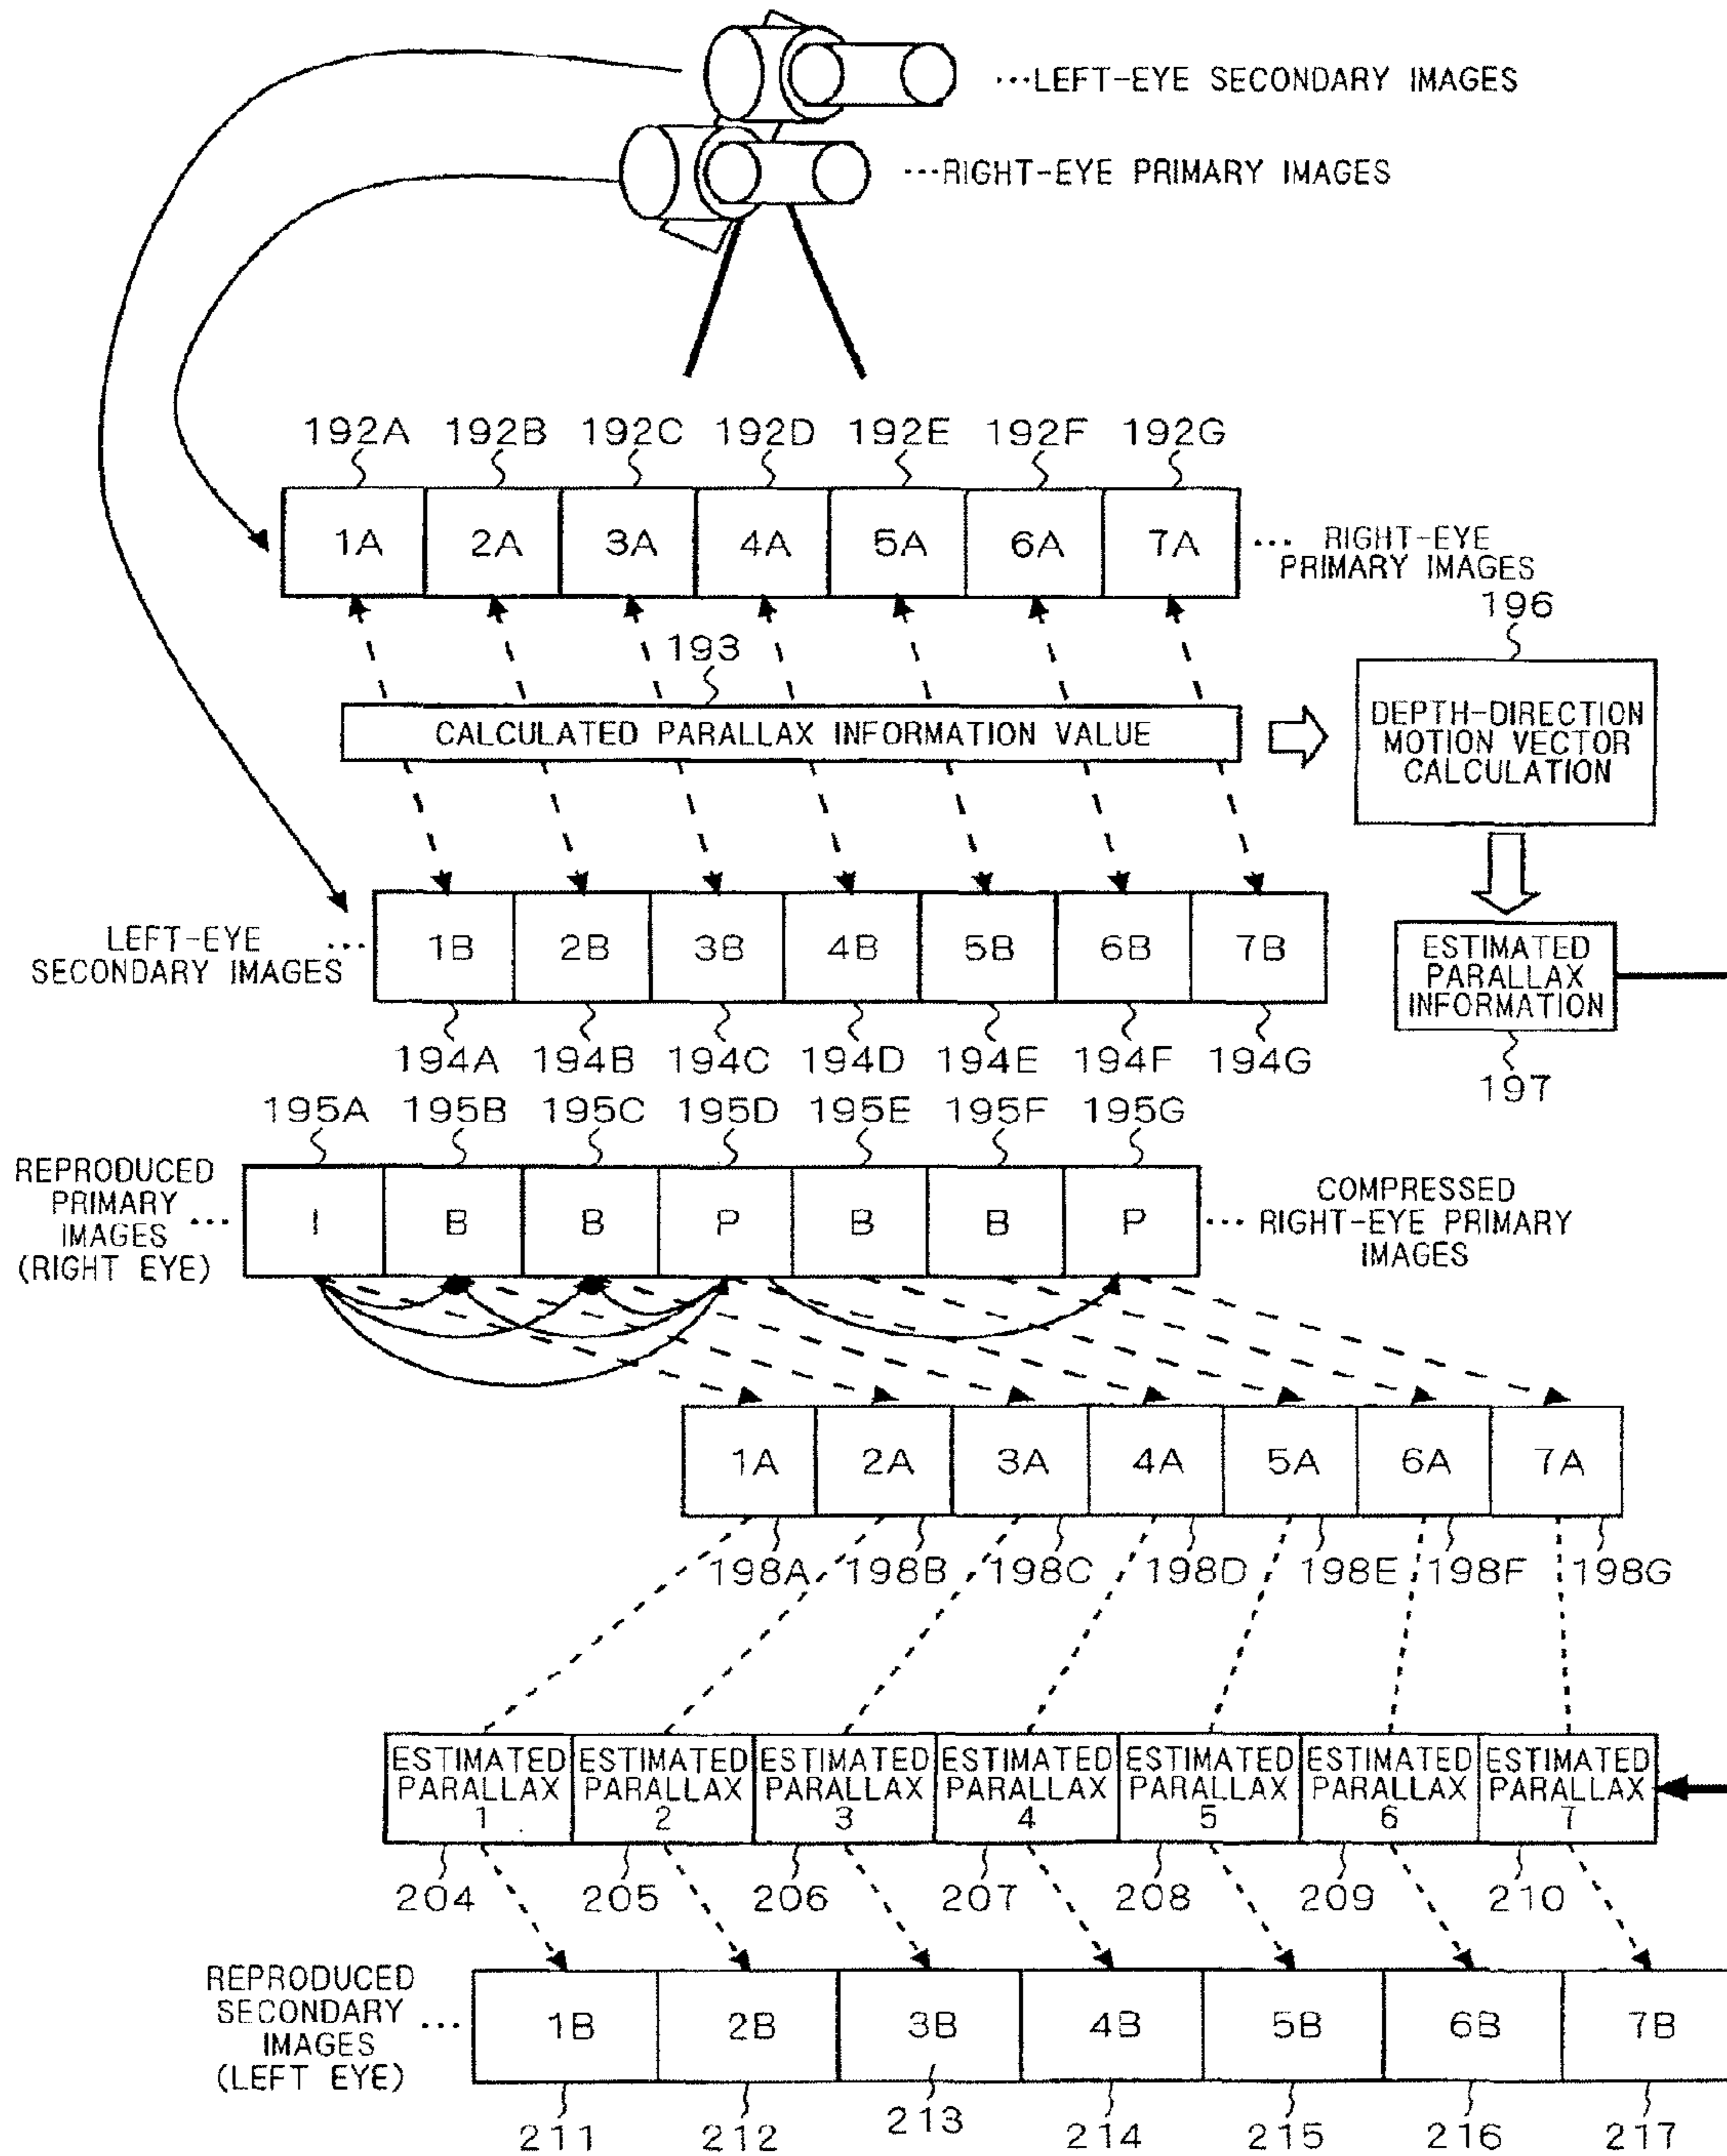 ···LEFT-EYE SECONDARY IMAGES
···RIGHT-EYE PRIMARY IMAGES
192A 192B 192C 192D 192E 192F 192G
1A 2A 3A 4A 5A 6A 7A
··· RIGHT-EYE
PRIMARY IMAGES
196
193
CALCULATED PARALLAX INFORMATION VALUE
DEPTH-DIRECTION
MOTION VECTOR
CALCULATION
LEFT-EYE ···
SECONDARY IMAGES
1B 2B 3B 4B 5B 6B 7B
ESTIMATED
PARALLAX
INFORMATION
194A 194B 194C 194D 194E 194F 194G
197
195A 195B 195C 195D 195E 195F 195G
REPRODUCED
PRIMARY
IMAGES ···
(RIGHT EYE)
I B B P B B P
COMPRESSED
··· RIGHT-EYE PRIMARY
IMAGES
1A 2A 3A 4A 5A 6A 7A
198A 198B 198C 198D 198E 198F 198G
ESTIMATED PARALLAX 1
ESTIMATED PARALLAX 2
ESTIMATED PARALLAX 3
ESTIMATED PARALLAX 4
ESTIMATED PARALLAX 5
ESTIMATED PARALLAX 6
ESTIMATED PARALLAX 7
204 205 206 207 208 209 210
REPRODUCED
SECONDARY ···
IMAGES
(LEFT EYE)
1B 2B 3B 4B 5B 6B 7B
211 212 213 214 215 216 217